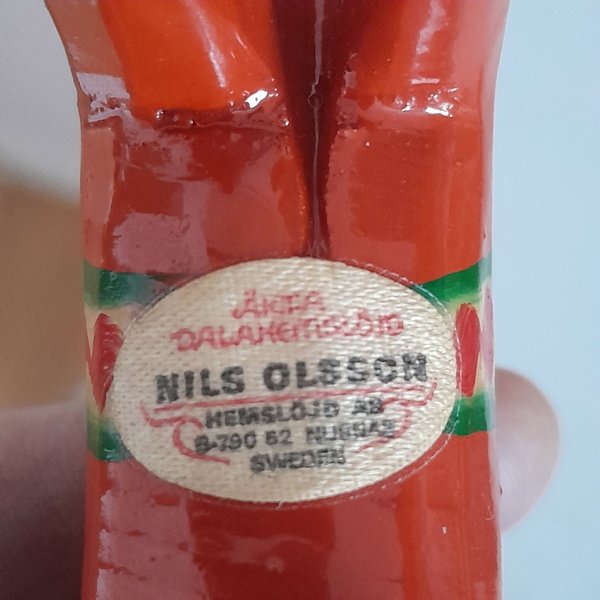 ÄKTA
DALAHEMSLÖJD
NILS OLSSON
HEMSLÖJD AB
S-790 62 NUSNÄS
SWEDEN